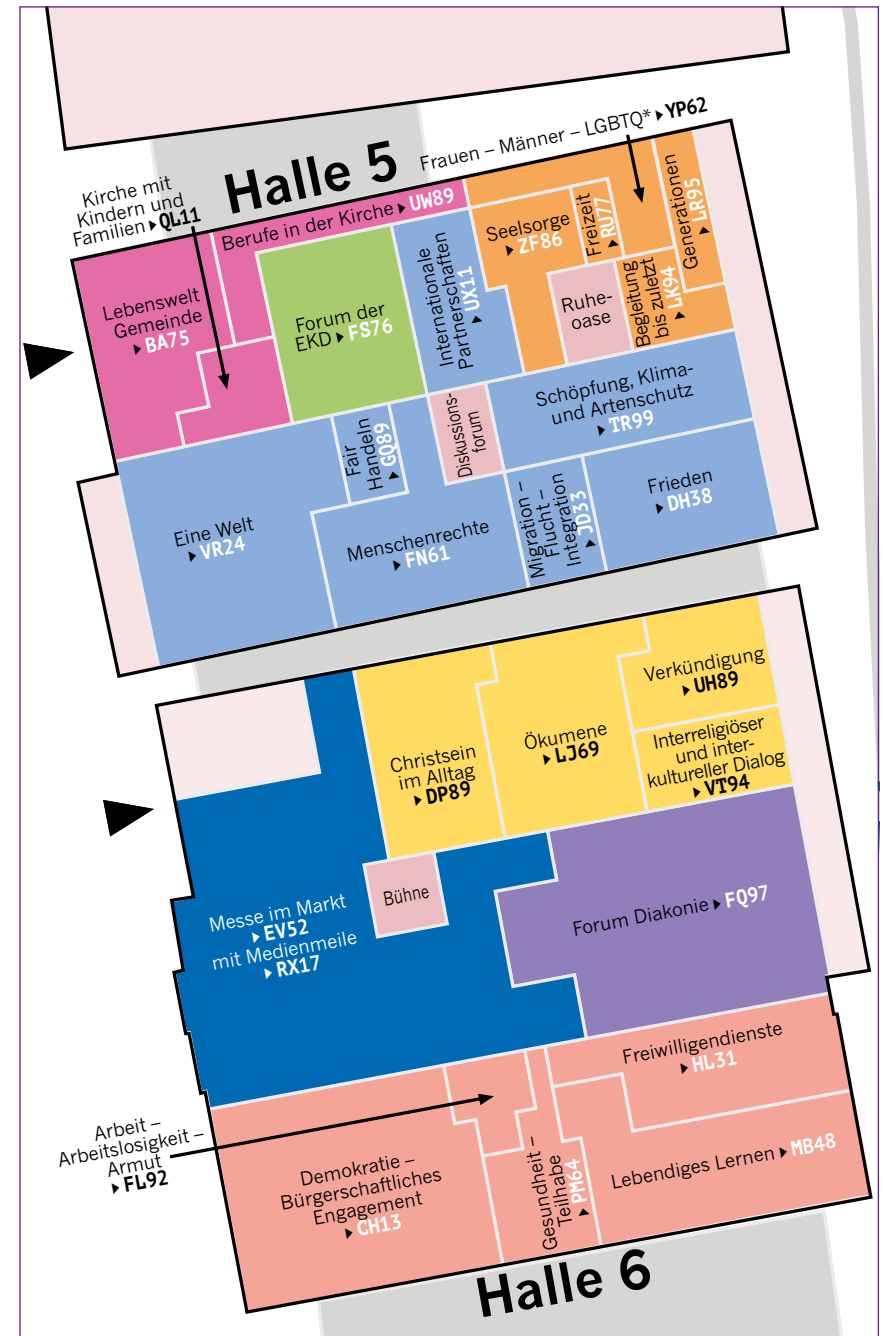 Halle 5
Frauen – Männer – LGBTQ* ▸ YP62
Kirche mit
Kindern und
Familien ▸ QL11
Berufe in der Kirche ▸ UW89
Lebenswelt
Gemeinde
▸ BA75
Forum der
EKD ▸ FS76
Internationale
Partnerschaften
▸ UX11
Seelsorge
▸ ZF86
Freizeit
▸ RU77
Generationen
▸ LR95
Ruhe-
oase
Begleitung
bis zuletzt
▸ LK94
Schöpfung, Klima-
und Artenschutz
▸ TR99
Diskussions-
forum
Fair
Handeln
▸ GQ89
Eine Welt
▸ VR24
Menschenrechte
▸ FN61
Migration –
Flucht –
Integration
▸ JD33
Frieden
▸ DH38
Verkündigung
▸ UH89
Interreligiöser
und inter-
kultureller Dialog
▸ VT94
Ökumene
▸ LJ69
Christsein
im Alltag
▸ DP89
Bühne
Messe im Markt
▸ EV52
mit Medienmeile
▸ RX17
Forum Diakonie ▸ FQ97
Freiwilligendienste
▸ HL31
Arbeit –
Arbeitslosigkeit –
Armut
▸ FL92
Demokratie –
Bürgerschaftliches
Engagement
▸ CH13
Gesundheit –
Teilhabe
▸ PM64
Lebendiges Lernen ▸ MB48
Halle 6